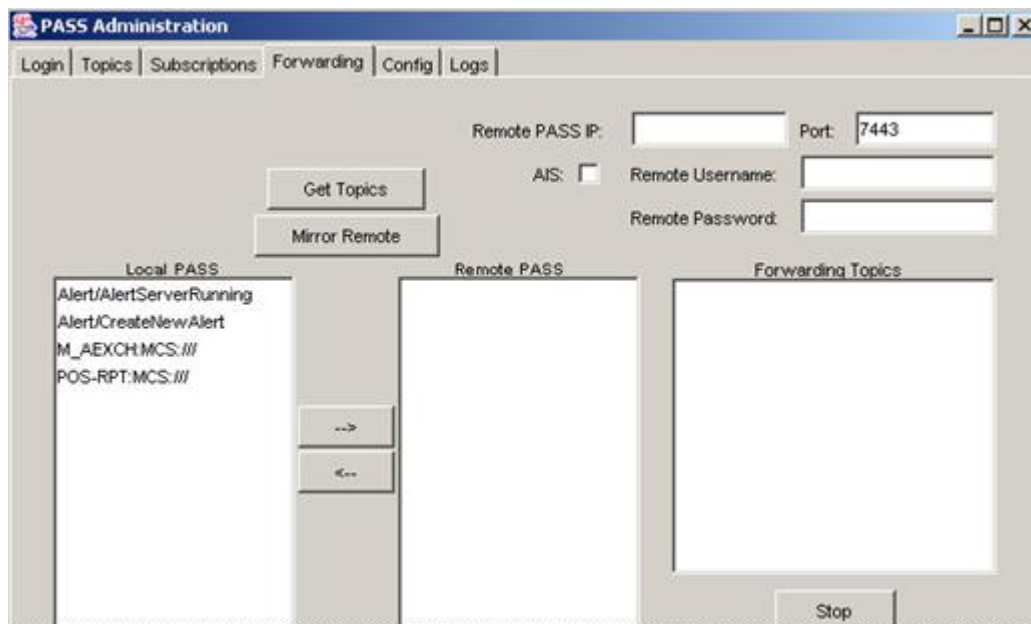 PASS Administration
Login Topics Subscriptions Forwarding Config Logs
Remote PASS IP: Port: 7443
AIS: Remote Username:
Get Topics
Remote Password:
Mirror Remote
Local PASS Remote PASS Forwarding Topics
Alert/AlertServerRunning
Alert/CreateNewAlert
M_AEXCH:MCS:///
POS-RPT:MCS:///
-->
<--
Stop